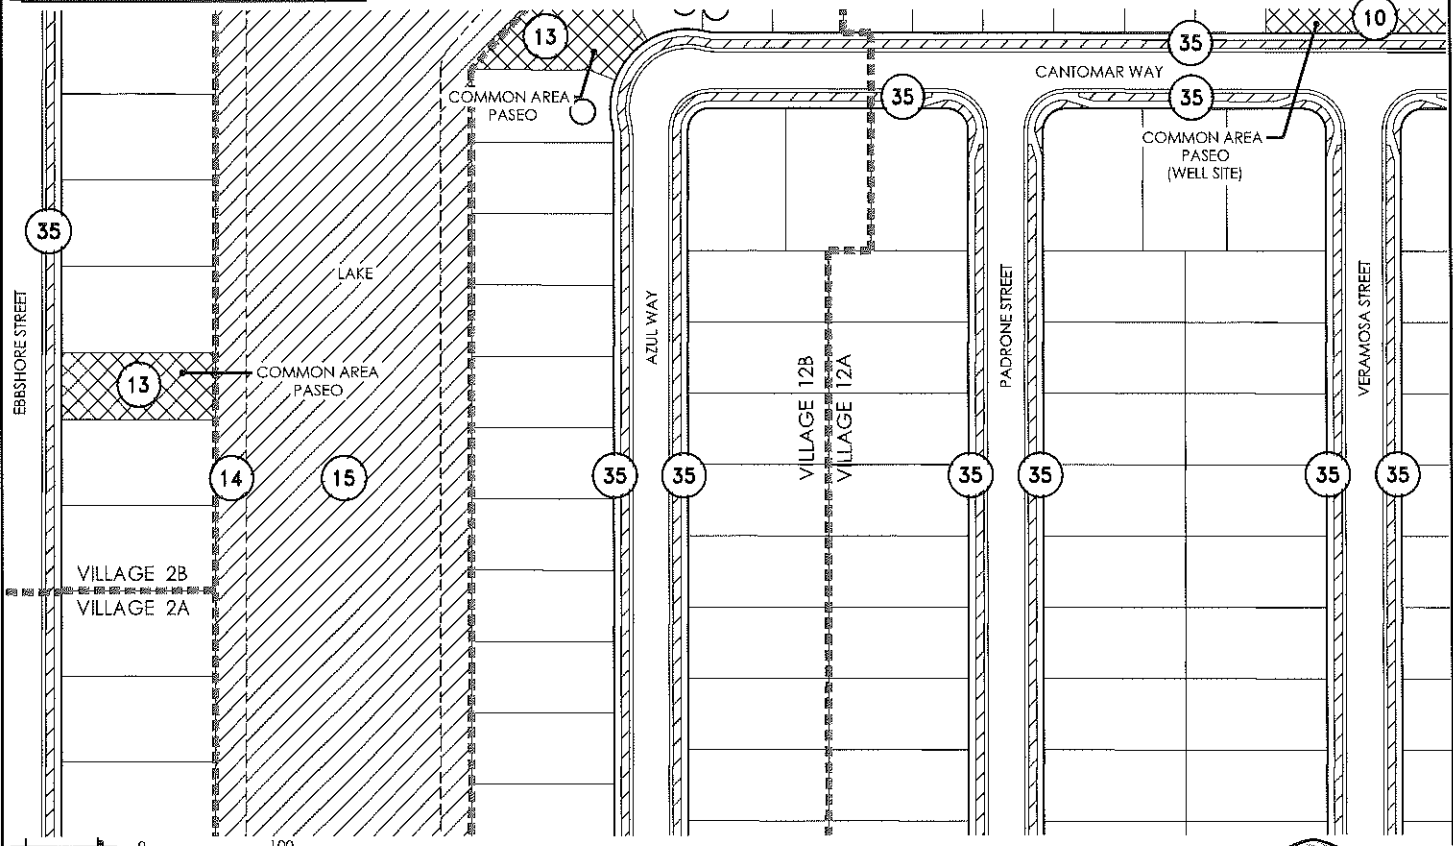 13
10
35
CANTOMAR WAY
COMMON AREA
PASEO
35
35
COMMON AREA
PASEO
(WELL SITE)
35
LAKE
EBBSHORE STREET
AZUL WAY
PADRONE STREET
VERAMOSA STREET
13
COMMON AREA
PASEO
VILLAGE 12B
VILLAGE 12A
14
15
35
35
35
35
35
35
VILLAGE 2B
VILLAGE 2A
0
100